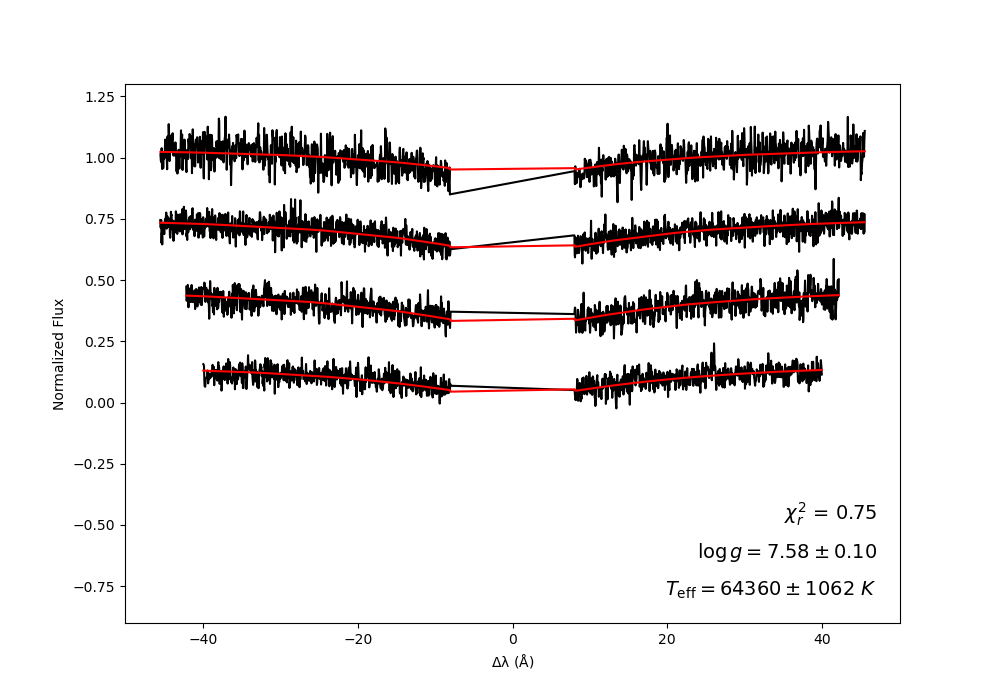 1.25
1.00
0.75
0.50
0.25
0.00
−0.25
−0.50
−0.75
Normalized Flux
χ²ᵣ = 0.75
log g = 7.58 ± 0.10
T_eff = 64360 ± 1062 K
−40
−20
0
20
40
Δλ (Å)